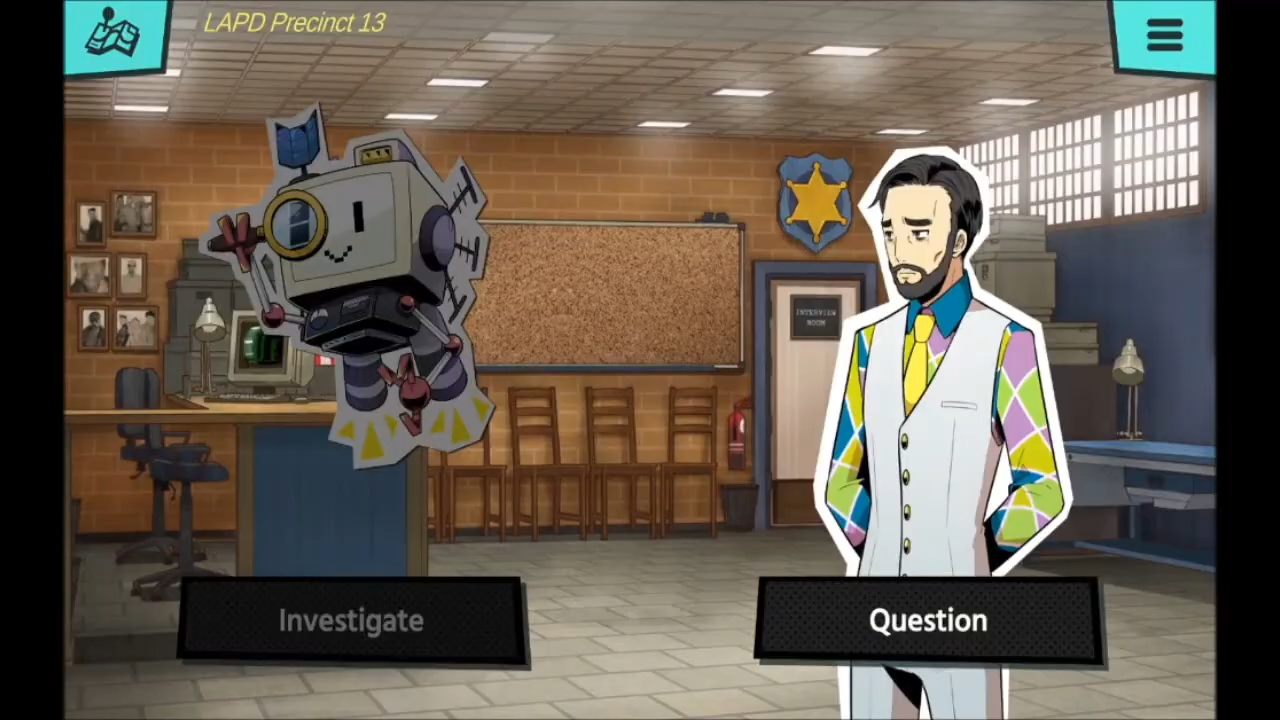 LAPD Precinct 13
INTERVIEW
ROOM
Investigate
Question